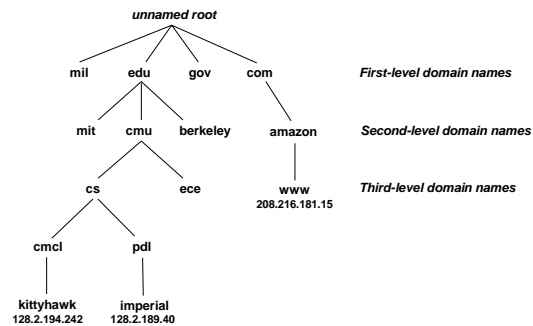 unnamed root
mil edu gov com First-level domain names
mit cmu berkeley amazon Second-level domain names
cs ece www Third-level domain names
208.216.181.15
cmcl pdl
kittyhawk imperial
128.2.194.242 128.2.189.40